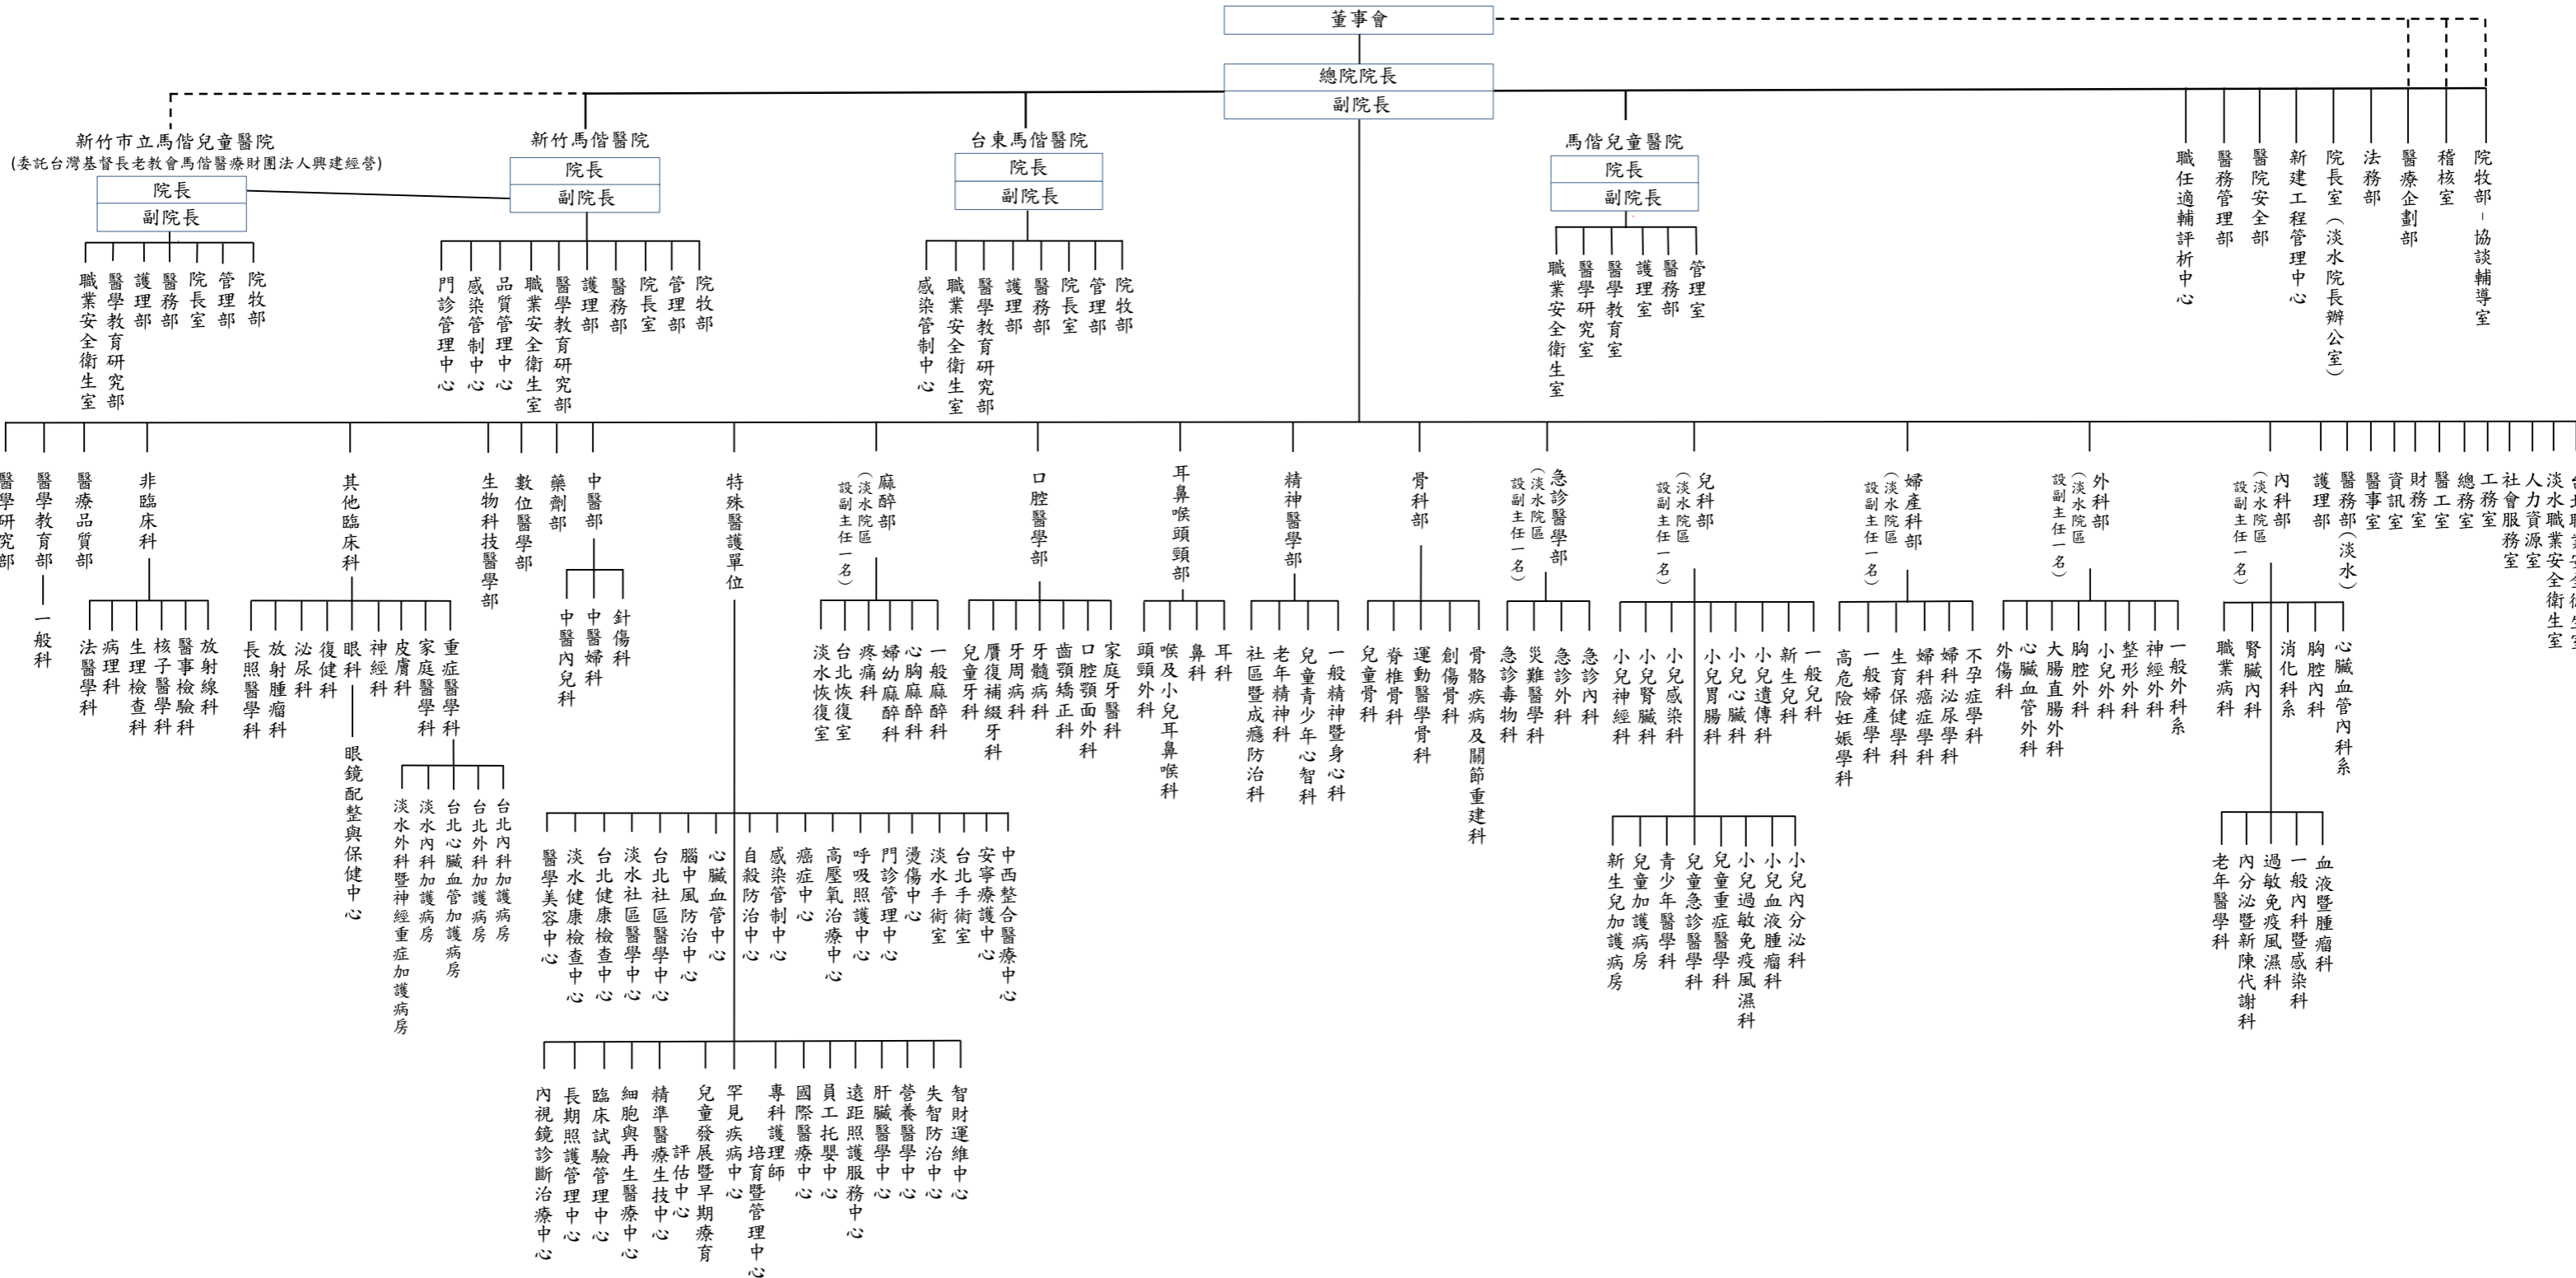 董事會
總院院長
副院長
新竹市立馬偕兒童醫院
(委託台灣基督長老教會馬偕醫療財團法人興建經營)
院長
副院長
職業安全衛生室
醫學教育研究部
護理部
醫務部
院長室
管理部
院牧部
新竹馬偕醫院
院長
副院長
門診管理中心
感染管制中心
品質管理中心
職業安全衛生室
醫學教育研究部
護理部
醫務部
院長室
管理部
院牧部
台東馬偕醫院
院長
副院長
感染管制中心
職業安全衛生室
醫學教育研究部
護理部
醫務部
院長室
管理部
院牧部
馬偕兒童醫院
院長
副院長
職業安全衛生室
醫學研究室
醫學教育室
護理室
醫務部
管理室
職任適輔評析中心
醫務管理部
醫院安全部
新建工程管理中心
院長室(淡水院長辦公室)
法務部
醫療企劃部
稽核室
院牧部-協談輔導室
醫學研究部
醫學教育部
一般科
醫療品質部
非臨床科
法醫學科
病理科
生理檢查科
核子醫學科
醫事檢驗科
放射線科
其他臨床科
長照醫學科
放射腫瘤科
泌尿科
復健科
眼科
眼鏡配整與保健中心
神經科
皮膚科
家庭醫學科
重症醫學科
淡水外科暨神經重症加護病房
淡水內科加護病房
台北心臟血管加護病房
台北外科加護病房
台北內科加護病房
生物科技醫學部
數位醫學部
藥劑部
中醫部
中醫內兒科
中醫婦科
針傷科
特殊醫護單位
醫學美容中心
淡水健康檢查中心
台北健康檢查中心
淡水社區醫學中心
台北社區醫學中心
腦中風防治中心
心臟血管中心
自殺防治中心
感染管制中心
癌症中心
高壓氧治療中心
呼吸照護中心
門診管理中心
燙傷中心
淡水手術室
台北手術室
安寧療護中心
中西整合醫療中心
內視鏡診斷治療中心
長期照護管理中心
臨床試驗管理中心
細胞與再生醫療中心
精準醫療生技中心
兒童發展暨早期療育
評估中心
罕見疾病中心
專科護理師
培育暨管理中心
國際醫療中心
員工托嬰中心
遠距照護服務中心
肝臟醫學中心
營養醫學中心
失智防治中心
智財運維中心
麻醉部
(淡水院區
設副主任一名)
淡水恢復室
台北恢復室
疼痛科
婦幼麻醉科
心胸麻醉科
一般麻醉科
口腔醫學部
兒童牙科
贋復補綴牙科
牙周病科
牙髓病科
齒顎矯正科
口腔顎面外科
家庭牙醫科
耳鼻喉頭頸部
頭頸外科
喉及小兒耳鼻喉科
鼻科
耳科
精神醫學部
社區暨成癮防治科
老年精神科
兒童青少年心智科
一般精神暨身心科
骨科部
兒童骨科
脊椎骨科
運動醫學骨科
創傷骨科
骨骼疾病及關節重建科
急診醫學部
(淡水院區
設副主任一名)
急診毒物科
災難醫學科
急診外科
急診內科
兒科部
(淡水院區
設副主任一名)
小兒神經科
小兒腎臟科
小兒感染科
小兒胃腸科
小兒心臟科
小兒遺傳科
新生兒科
一般兒科
新生兒加護病房
兒童加護病房
青少年醫學科
兒童急診醫學科
兒童重症醫學科
小兒過敏免疫風濕科
小兒血液腫瘤科
小兒內分泌科
婦產科部
(淡水院區
設副主任一名)
高危險妊娠學科
一般婦產學科
生育保健學科
婦科癌症學科
婦科泌尿學科
不孕症學科
外科部
(淡水院區
設副主任一名)
外傷科
心臟血管外科
大腸直腸外科
胸腔外科
小兒外科
整形外科
神經外科
一般外科系
內科部
(淡水院區
設副主任一名)
職業病科
腎臟內科
消化科系
胸腔內科
心臟血管內科系
老年醫學科
內分泌暨新陳代謝科
過敏免疫風濕科
一般內科暨感染科
血液暨腫瘤科
護理部
醫務部(淡水)
醫事室
資訊室
財務室
醫工室
總務室
工務室
社會服務室
人力資源室
淡水職業安全衛生室
台北職業安全衛生室